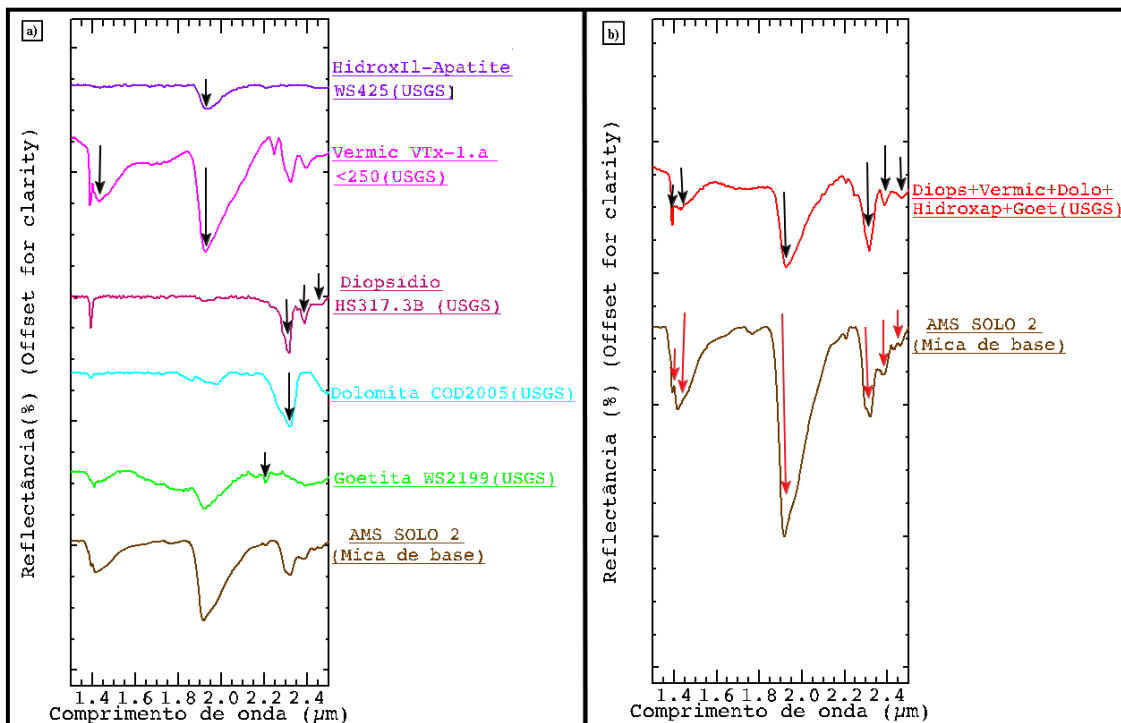 a)
Reflectância(%) (Offset for clarity)
HidroxIl-Apatite
WS425(USGS)
Vermic VTx-1.a
<250(USGS)
Diopsídio
HS317.3B (USGS)
Dolomita COD2005(USGS)
Goetita WS2199(USGS)
AMS SOLO 2
(Mica de base)
1.4 1.6 1.8 2.0 2.2 2.4
Comprimento de onda (µm)
b)
Reflectância (%) (Offset for clarity)
Diops+Vermic+Dolo+
Hidroxap+Goet(USGS)
AMS SOLO 2
(Mica de base)
1.4 1.6 1.8 2.0 2.2 2.4
Comprimento de onda (µm)